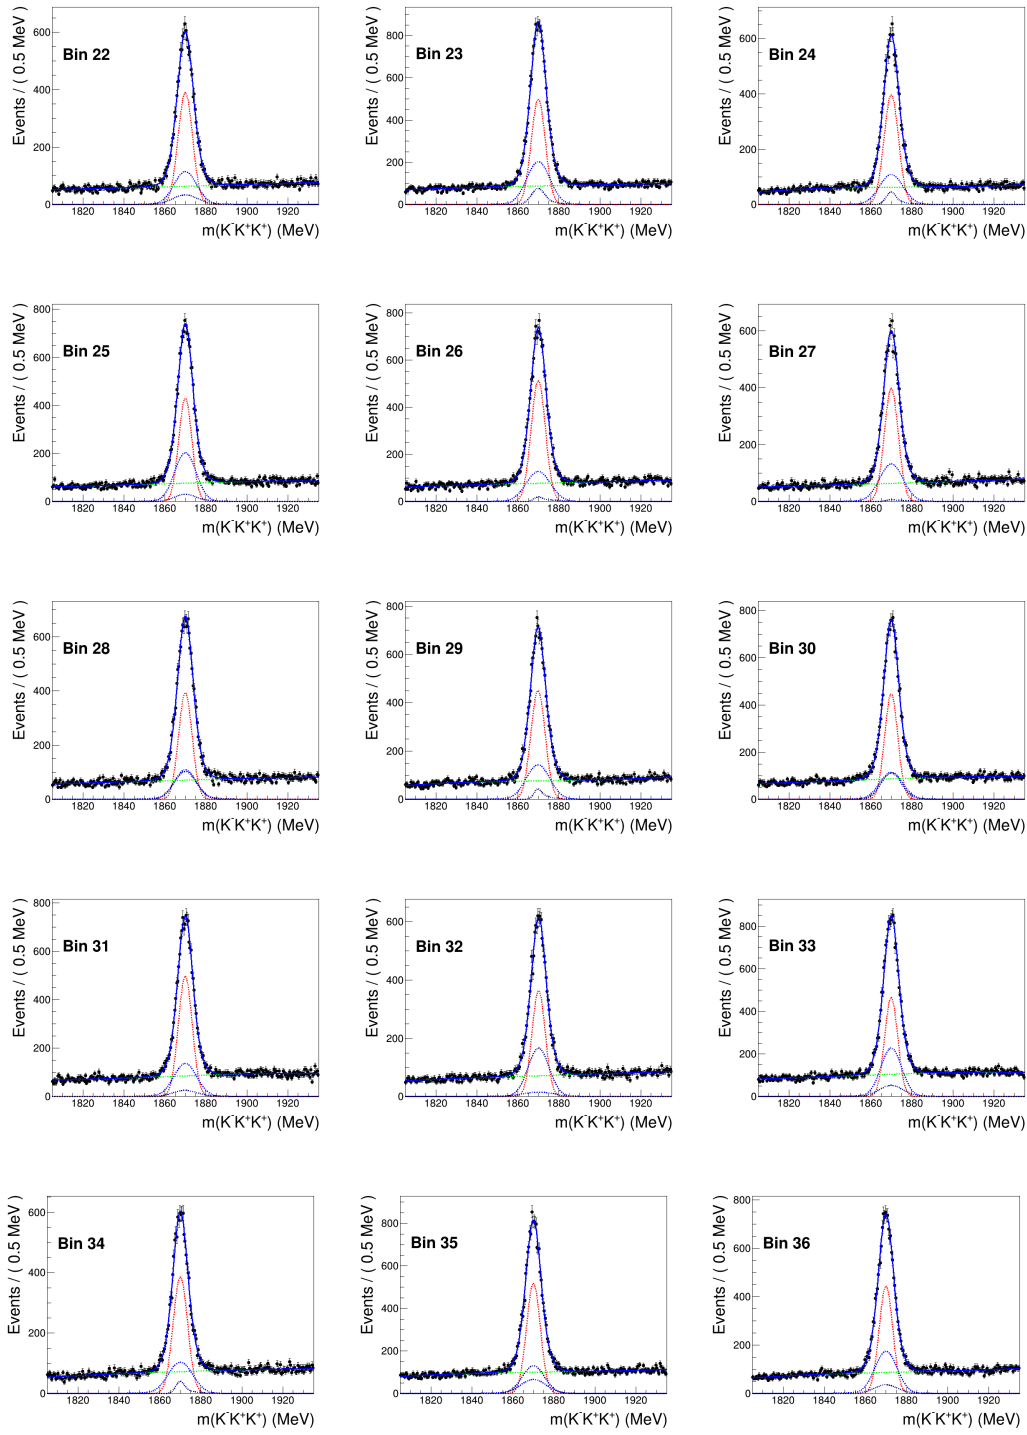 Events / ( 0.5 MeV )
600
400
200
0
Bin 22
1820 1840 1860 1880 1900 1920
m(K⁻K⁺K⁺) (MeV)
Events / ( 0.5 MeV )
800
600
400
200
0
Bin 23
1820 1840 1860 1880 1900 1920
m(K⁻K⁺K⁺) (MeV)
Events / ( 0.5 MeV )
600
400
200
0
Bin 24
1820 1840 1860 1880 1900 1920
m(K⁻K⁺K⁺) (MeV)
Events / ( 0.5 MeV )
800
600
400
200
0
Bin 25
1820 1840 1860 1880 1900 1920
m(K⁻K⁺K⁺) (MeV)
Events / ( 0.5 MeV )
800
600
400
200
0
Bin 26
1820 1840 1860 1880 1900 1920
m(K⁻K⁺K⁺) (MeV)
Events / ( 0.5 MeV )
600
400
200
0
Bin 27
1820 1840 1860 1880 1900 1920
m(K⁻K⁺K⁺) (MeV)
Events / ( 0.5 MeV )
600
400
200
0
Bin 28
1820 1840 1860 1880 1900 1920
m(K⁻K⁺K⁺) (MeV)
Events / ( 0.5 MeV )
800
600
400
200
0
Bin 29
1820 1840 1860 1880 1900 1920
m(K⁻K⁺K⁺) (MeV)
Events / ( 0.5 MeV )
800
600
400
200
0
Bin 30
1820 1840 1860 1880 1900 1920
m(K⁻K⁺K⁺) (MeV)
Events / ( 0.5 MeV )
800
600
400
200
0
Bin 31
1820 1840 1860 1880 1900 1920
m(K⁻K⁺K⁺) (MeV)
Events / ( 0.5 MeV )
600
400
200
0
Bin 32
1820 1840 1860 1880 1900 1920
m(K⁻K⁺K⁺) (MeV)
Events / ( 0.5 MeV )
800
600
400
200
0
Bin 33
1820 1840 1860 1880 1900 1920
m(K⁻K⁺K⁺) (MeV)
Events / ( 0.5 MeV )
600
400
200
0
Bin 34
1820 1840 1860 1880 1900 1920
m(K⁻K⁺K⁺) (MeV)
Events / ( 0.5 MeV )
800
600
400
200
0
Bin 35
1820 1840 1860 1880 1900 1920
m(K⁻K⁺K⁺) (MeV)
Events / ( 0.5 MeV )
800
600
400
200
0
Bin 36
1820 1840 1860 1880 1900 1920
m(K⁻K⁺K⁺) (MeV)